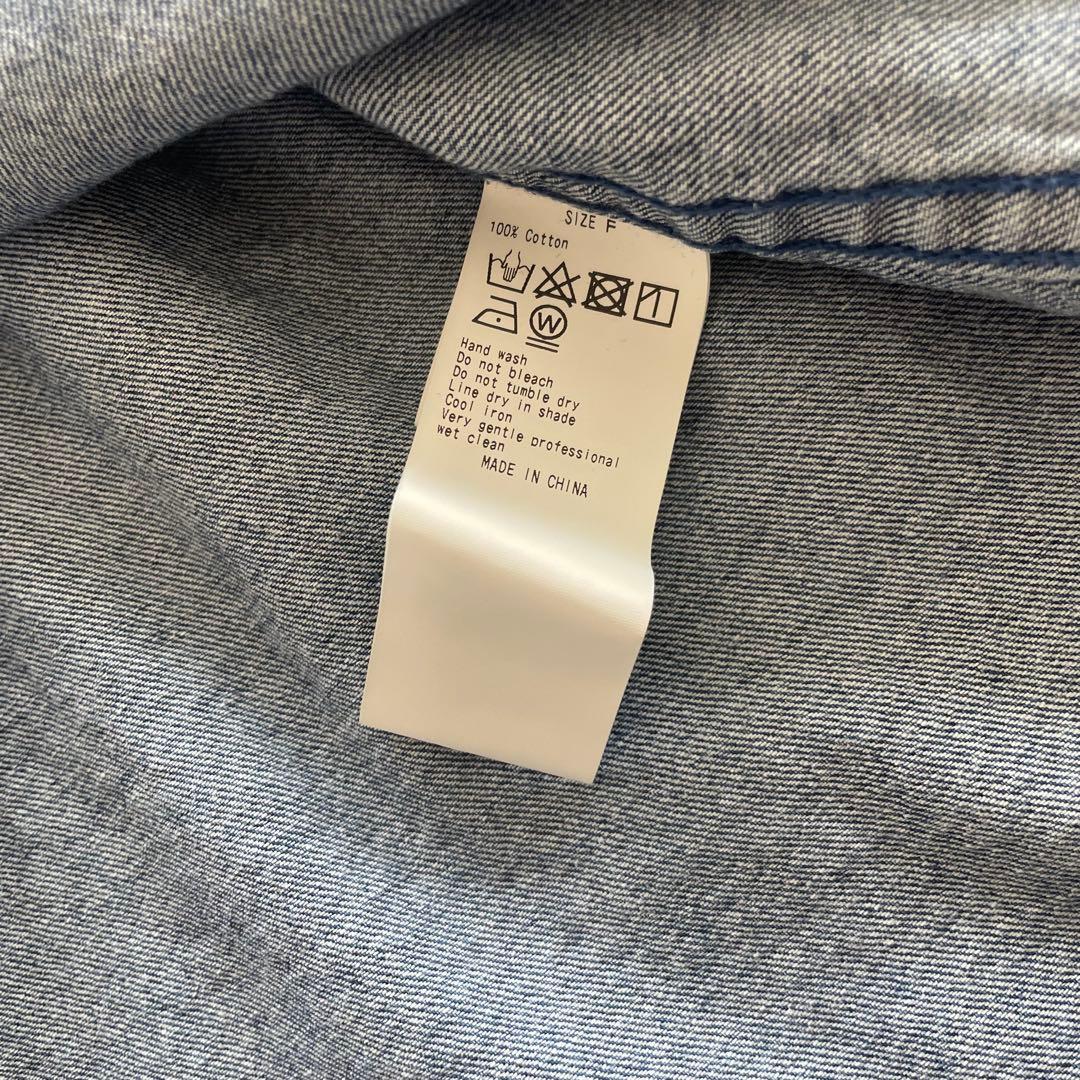 SIZE F
100% Cotton
W
Hand wash
Do not bleach
Do not tumble dry
Line dry in shade
Cool iron
Very gentle professional
wet clean
MADE IN CHINA